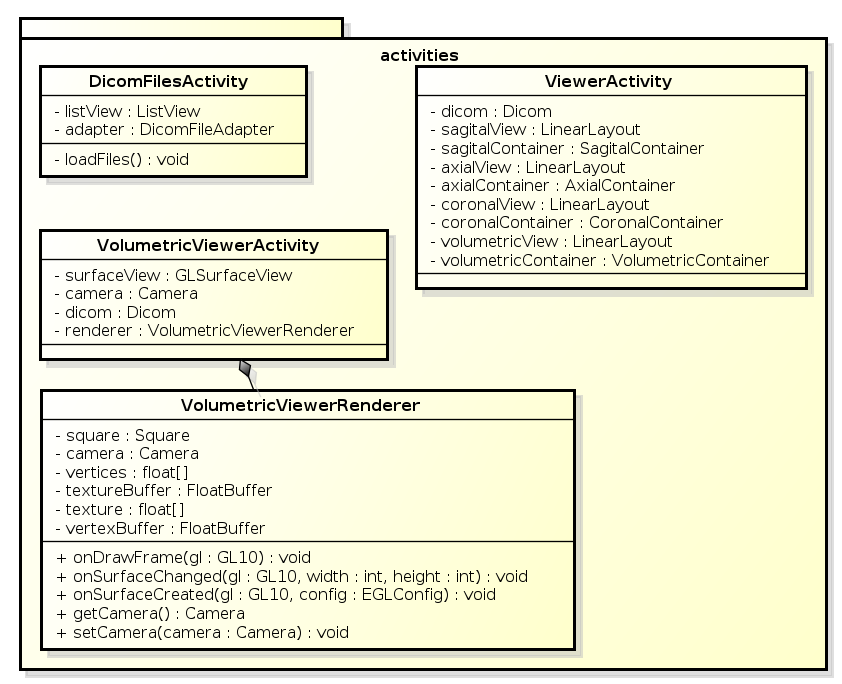 activities
DicomFilesActivity
- listView : ListView
- adapter : DicomFileAdapter
- loadFiles() : void
ViewerActivity
- dicom : Dicom
- sagitalView : LinearLayout
- sagitalContainer : SagitalContainer
- axialView : LinearLayout
- axialContainer : AxialContainer
- coronalView : LinearLayout
- coronalContainer : CoronalContainer
- volumetricView : LinearLayout
- volumetricContainer : VolumetricContainer
VolumetricViewerActivity
- surfaceView : GLSurfaceView
- camera : Camera
- dicom : Dicom
- renderer : VolumetricViewerRenderer
VolumetricViewerRenderer
- square : Square
- camera : Camera
- vertices : float[]
- textureBuffer : FloatBuffer
- texture : float[]
- vertexBuffer : FloatBuffer
+ onDrawFrame(gl : GL10) : void
+ onSurfaceChanged(gl : GL10, width : int, height : int) : void
+ onSurfaceCreated(gl : GL10, config : EGLConfig) : void
+ getCamera() : Camera
+ setCamera(camera : Camera) : void